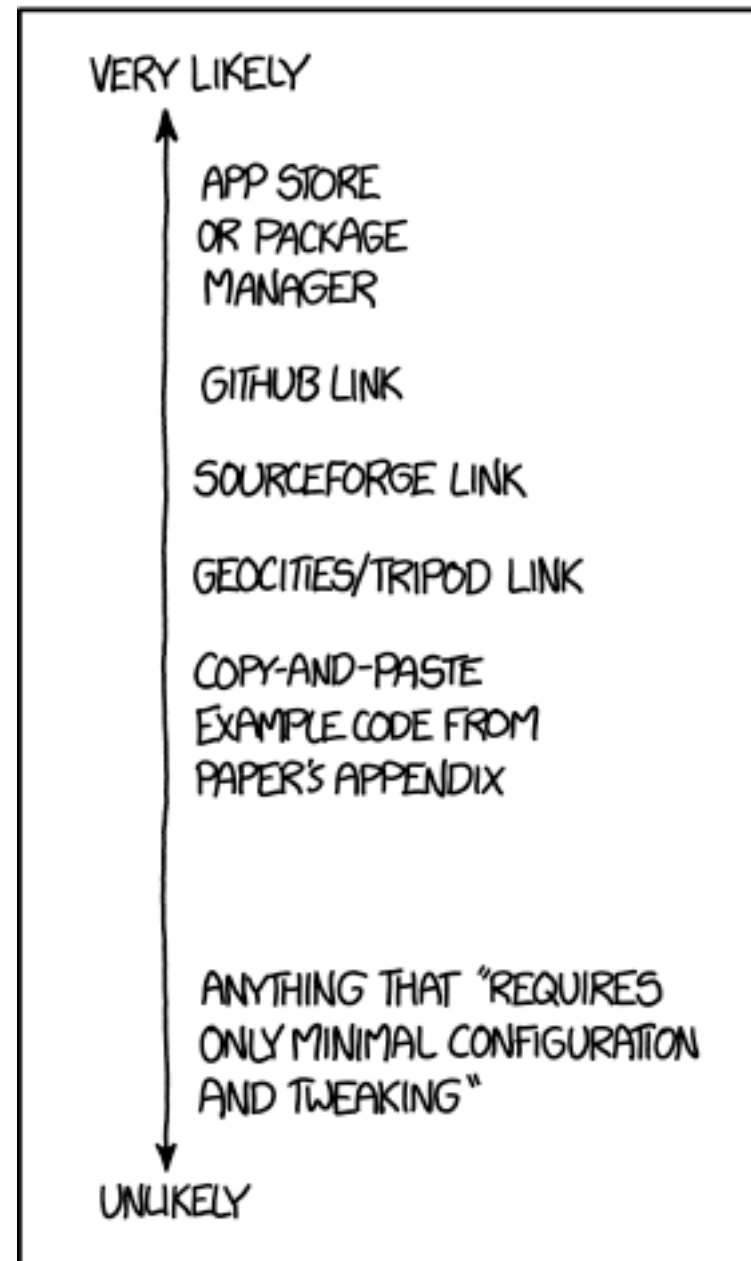 VERY LIKELY
APP STORE
OR PACKAGE
MANAGER
GITHUB LINK
SOURCEFORGE LINK
GEOCITIES/TRIPOD LINK
COPY-AND-PASTE
EXAMPLE CODE FROM
PAPER'S APPENDIX
ANYTHING THAT "REQUIRES
ONLY MINIMAL CONFIGURATION
AND TWEAKING"
UNLIKELY